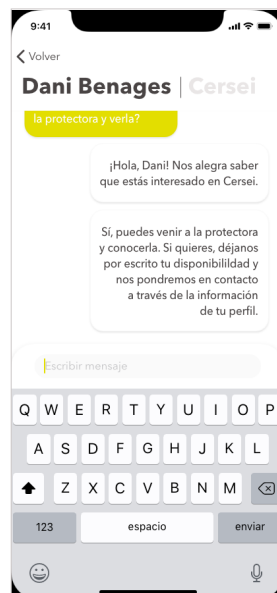 9:41
Volver
Dani Benages | Cersei
la protectora y verla?
¡Hola, Dani! Nos alegra saber
que estás interesado en Cersei.
Sí, puedes venir a la protectora
y conocerla. Si quieres, déjanos
por escrito tu disponibilildad y
nos pondremos en contacto
a través de la información
de tu perfil.
Escribir mensaje
Q W E R T Y U I O P
A S D F G H J K L
Z X C V B N M
123 espacio enviar